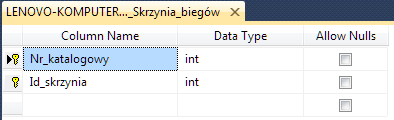 LENOVO-KOMPUTER..._Skrzynia_biegów
Column Name Data Type Allow Nulls
Nr_katalogowy int
Id_skrzynia int